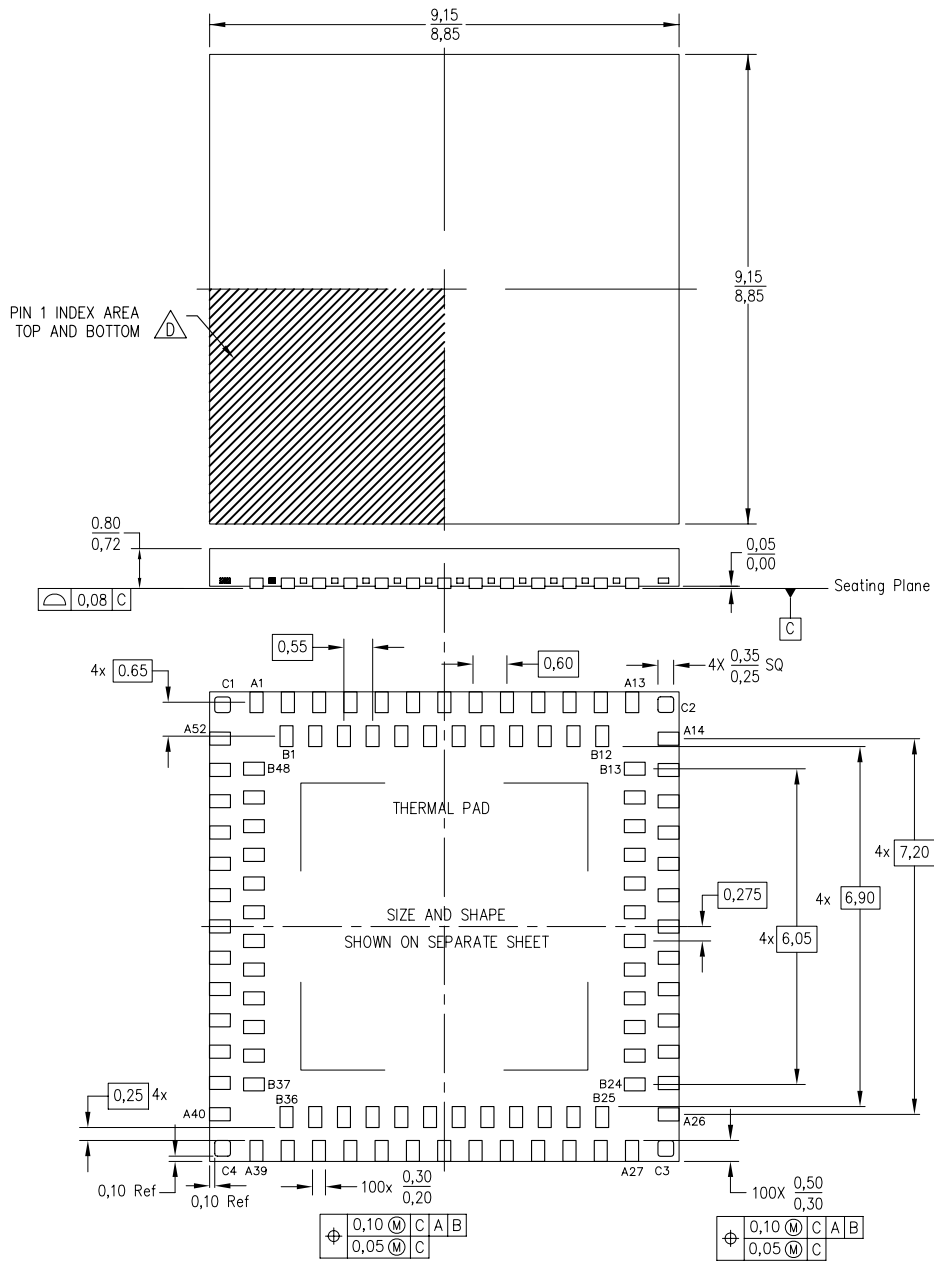 9,15
8,85
PIN 1 INDEX AREA
TOP AND BOTTOM
D
9,15
8,85
0.80
0,72
0,05
0,00
0,08 C
Seating Plane
C
0,55
0,60
4X 0,35 SQ
0,25
4x 0.65
C1 A1 A13
C2
A52 A14
B1 B12
B48 B13
THERMAL PAD
4x 7,20
0,275
4x 6,90
SIZE AND SHAPE
SHOWN ON SEPARATE SHEET
4x 6,05
B37 B24
0,25 4x
B36 B25
A40 A26
C4 A39 A27 C3
0,10 Ref
0,10 Ref
100x 0,30
0,20
100X 0,50
0,30
0,10 Ⓜ C A B
0,05 Ⓜ C
0,10 Ⓜ C A B
0,05 Ⓜ C